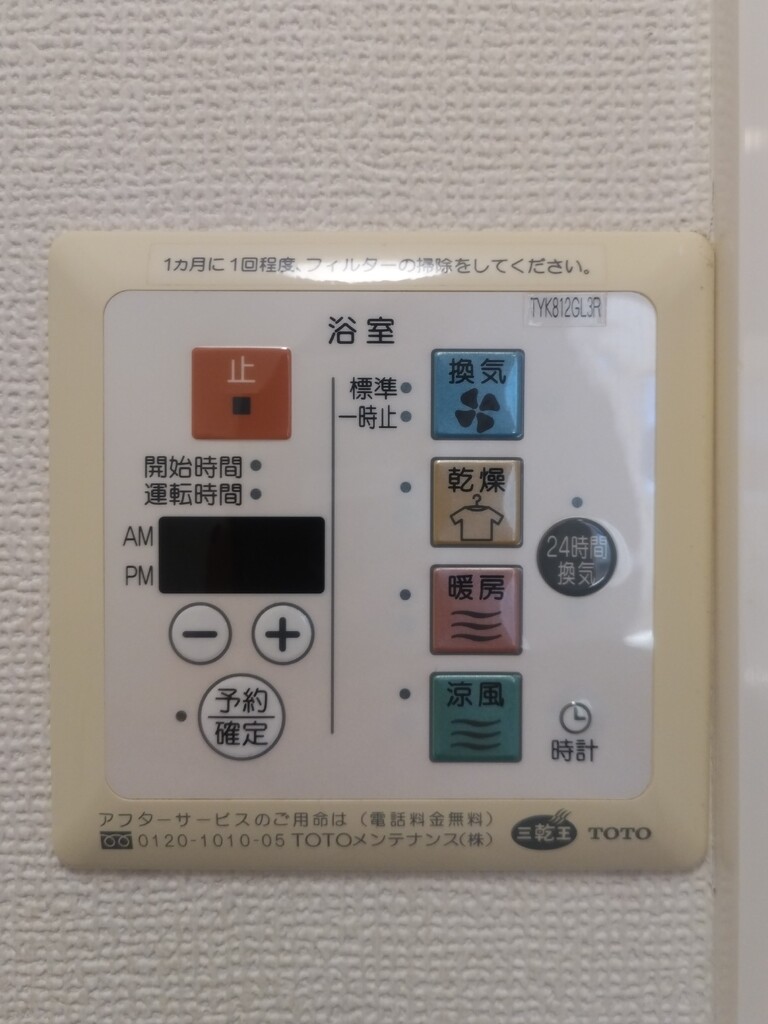 1ヵ月に1回程度、フィルターの掃除をしてください。
TYK812GL3R
浴室
止
換気
標準
一時止
開始時間
運転時間
乾燥
AM
PM
24時間
換気
暖房
予約
確定
涼風
時計
アフターサービスのご用命は（電話料金無料）
0120-1010-05 TOTOメンテナンス(株)
三乾王
TOTO